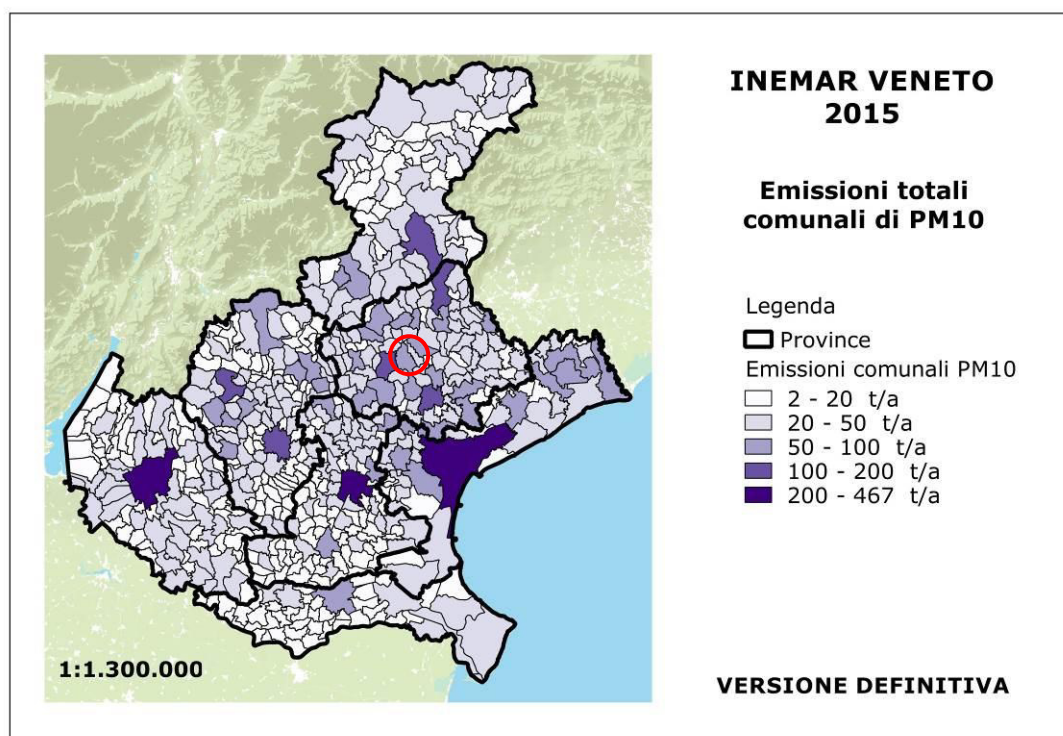 INEMAR VENETO
2015
Emissioni totali
comunali di PM10
Legenda
Province
Emissioni comunali PM10
2 - 20 t/a
20 - 50 t/a
50 - 100 t/a
100 - 200 t/a
200 - 467 t/a
1:1.300.000
VERSIONE DEFINITIVA